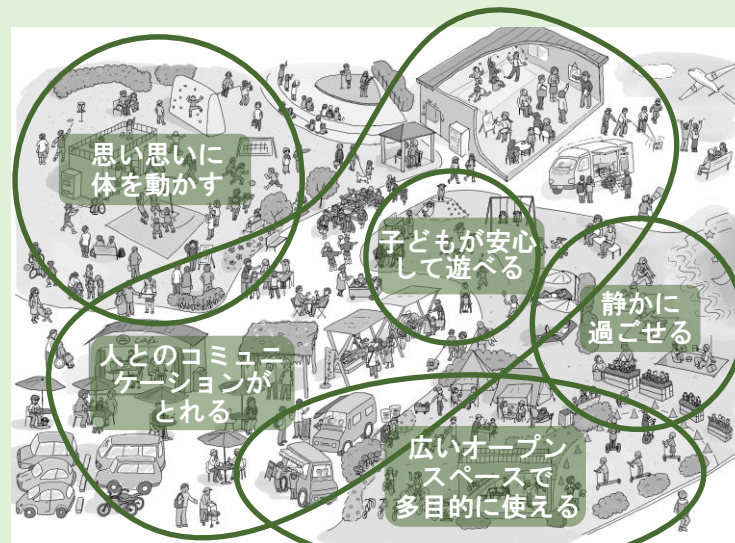 思い思いに
体を動かす
子どもが安心
して遊べる
静かに
過ごせる
人とのコミュニ
ケーションが
とれる
広いオープン
スペースで
多目的に使える